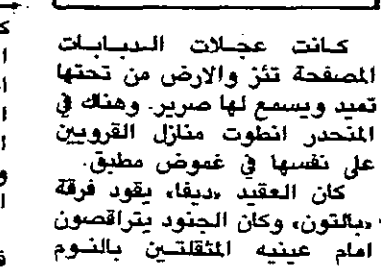 كانت عجلات الدبابات
المصفحة تئز والارض من تحتها
تميد ويسمع لها صرير. وهناك في
المنحدر انطوت منازل القرويين
على نفسها في غموض مطبق.
كان العقيد «ديفا» يقود فرقة
«بالتون» وكان الجنود يتراقصون
امام عينيه المثقلتين بالنوم